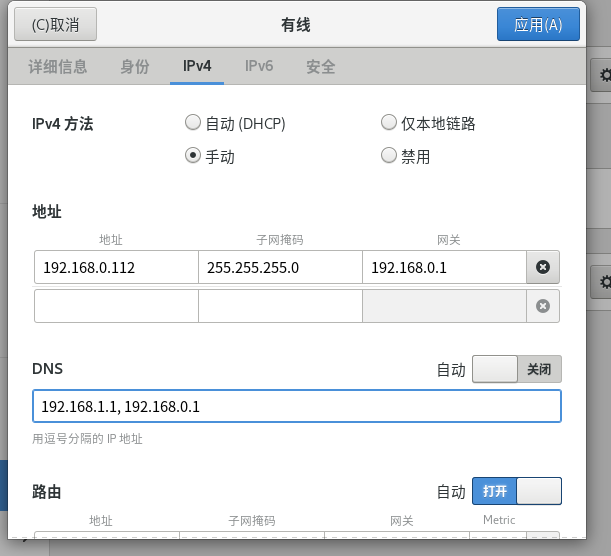 (C)取消 有线 应用(A)
详细信息 身份 IPv4 IPv6 安全
IPv4 方法 自动 (DHCP) 仅本地链路
手动 禁用
地址
地址 子网掩码 网关
192.168.0.112 255.255.255.0 192.168.0.1
DNS 自动 关闭
192.168.1.1, 192.168.0.1
用逗号分隔的 IP 地址
路由 自动 打开
地址 子网掩码 网关 Metric